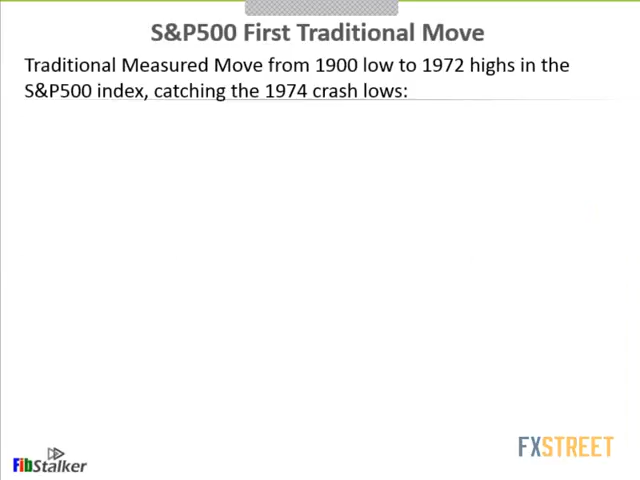 S&P500 First Traditional Move
Traditional Measured Move from 1900 low to 1972 highs in the
S&P500 index, catching the 1974 crash lows:
FXSTREET
FibStalker